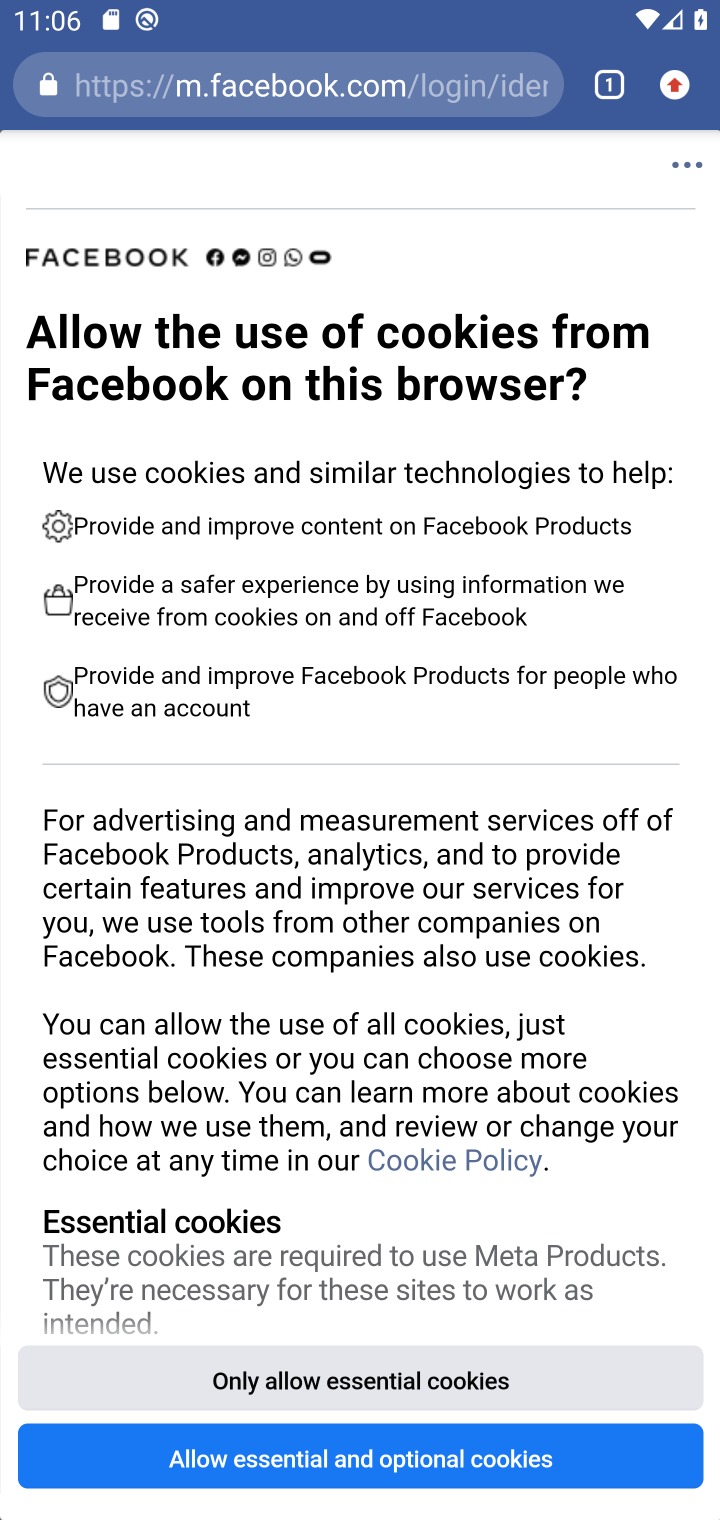 11:06
https://m.facebook.com/login/iden
1
FACEBOOK
Allow the use of cookies from
Facebook on this browser?
We use cookies and similar technologies to help:
Provide and improve content on Facebook Products
Provide a safer experience by using information we
receive from cookies on and off Facebook
Provide and improve Facebook Products for people who
have an account
For advertising and measurement services off of
Facebook Products, analytics, and to provide
certain features and improve our services for
you, we use tools from other companies on
Facebook. These companies also use cookies.
You can allow the use of all cookies, just
essential cookies or you can choose more
options below. You can learn more about cookies
and how we use them, and review or change your
choice at any time in our Cookie Policy.
Essential cookies
These cookies are required to use Meta Products.
They’re necessary for these sites to work as
intended.
Only allow essential cookies
Allow essential and optional cookies